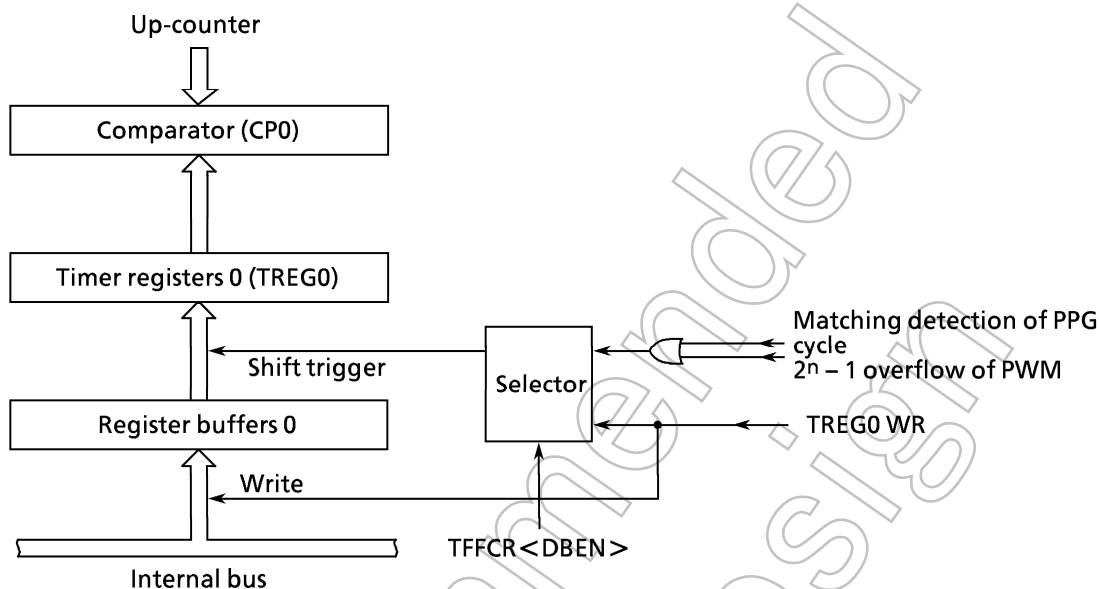 Up-counter
Comparator (CP0)
Timer registers 0 (TREG0)
Matching detection of PPG
cycle
2ⁿ – 1 overflow of PWM
Shift trigger
Selector
Register buffers 0
TREG0 WR
Write
TFFCR<DBEN>
Internal bus